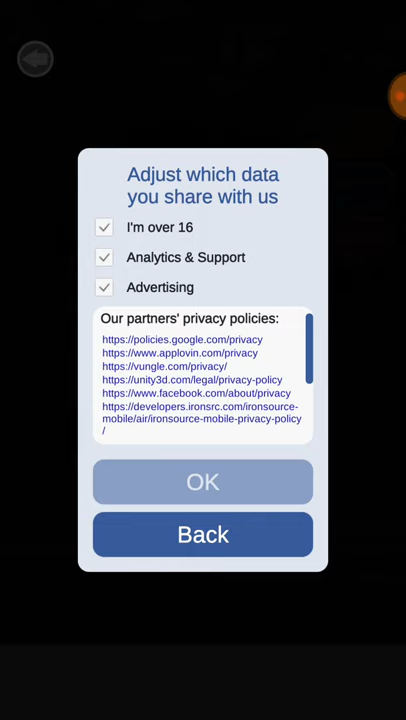 Adjust which data
you share with us
I'm over 16
Analytics & Support
Advertising
Our partners' privacy policies:
https://policies.google.com/privacy
https://www.applovin.com/privacy
https://vungle.com/privacy/
https://unity3d.com/legal/privacy-policy
https://www.facebook.com/about/privacy
https://developers.ironsrc.com/ironsource-
mobile/air/ironsource-mobile-privacy-policy
/
OK
Back